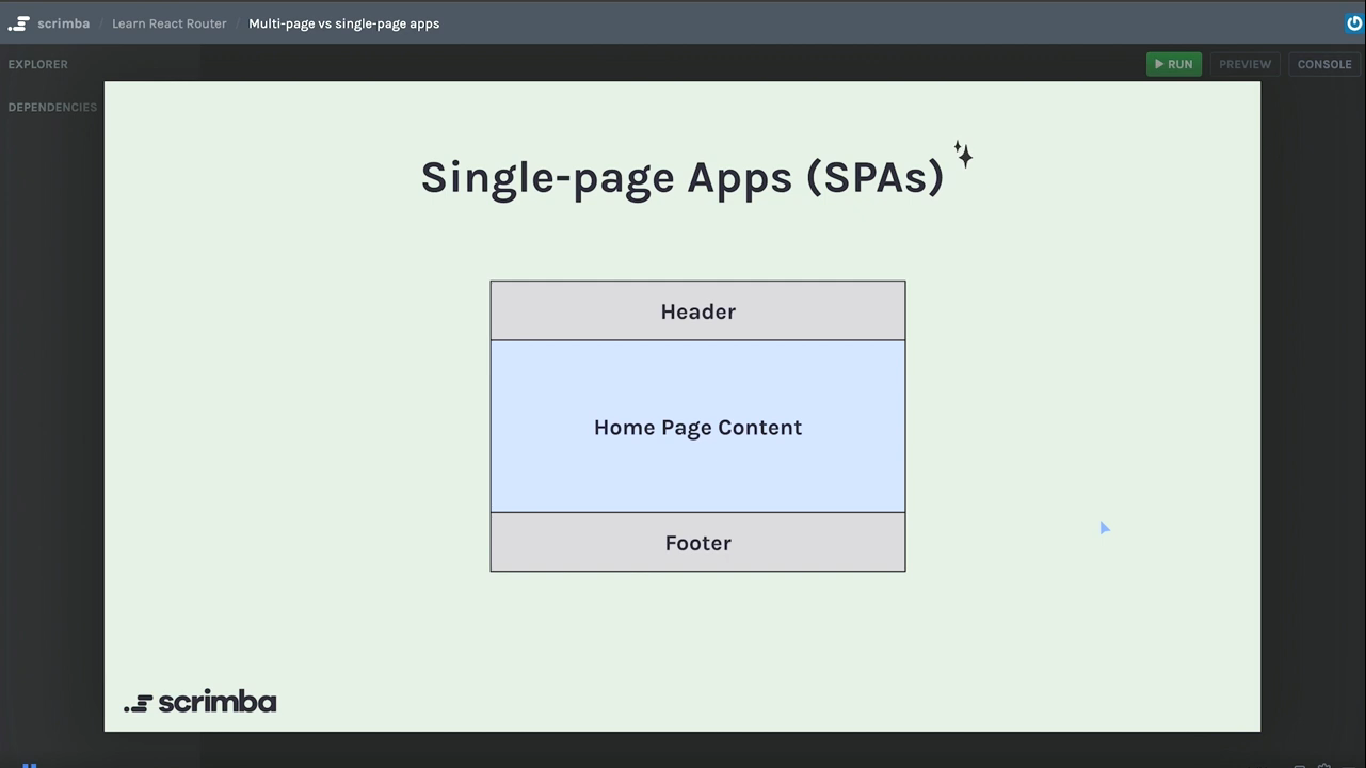 scrimba / Learn React Router / Multi-page vs single-page apps
EXPLORER
RUN PREVIEW CONSOLE
DEPENDENCIES
Single-page Apps (SPAs)
Header
Home Page Content
Footer
scrimba